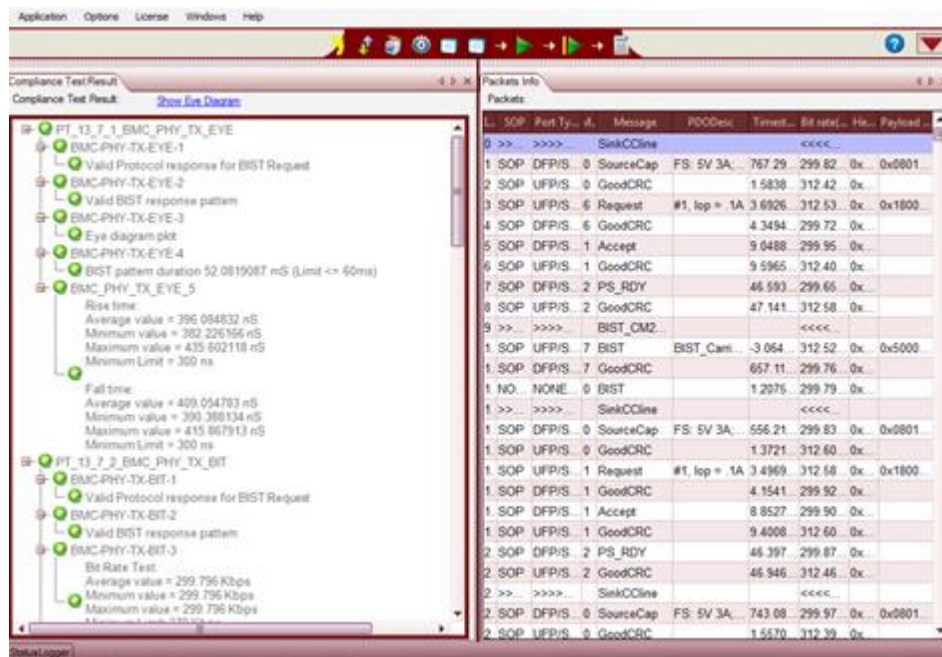 Application Options License Windows Help
Compliance Test Result
Compliance Test Result: Show Eye Diagram
PT_13_7_1_BMC_PHY_TX_EYE
BMC-PHY-TX-EYE-1
Valid Protocol response for BIST Request
BMC-PHY-TX-EYE-2
Valid BIST response pattern
BMC-PHY-TX-EYE-3
Eye diagram plot
BMC-PHY-TX-EYE-4
BIST pattern duration 52.0819087 mS (Limit <= 60ms)
BMC_PHY_TX_EYE_5
Rise time:
Average value = 396.084832 nS
Minimum value = 382.226166 nS
Maximum value = 435.602118 nS
Minimum Limit = 300 ns
Fall time:
Average value = 409.054783 nS
Minimum value = 390.388134 nS
Maximum value = 415.867913 nS
Minimum Limit = 300 ns
PT_13_7_2_BMC_PHY_TX_BIT
BMC-PHY-TX-BIT-1
Valid Protocol response for BIST Request
BMC-PHY-TX-BIT-2
Valid BIST response pattern
BMC-PHY-TX-BIT-3
Bit Rate Test:
Average value = 299.796 Kbps
Minimum value = 299.796 Kbps
Maximum value = 299.796 Kbps
StatusLogger
Packets Info
Packets:
SOP Port Ty... Message PDODesc Timest... Bit rate(... He... Payload
0 >>... >>>>... SinkCCline <<<<...
1 SOP DFP/S... 0 SourceCap FS: 5V 3A; 767.29... 299.82... 0x... 0x0801...
2 SOP UFP/S... 0 GoodCRC 1.5838... 312.42... 0x...
3 SOP UFP/S... 6 Request #1, Iop = .1A 3.6926... 312.53... 0x... 0x1800...
4 SOP DFP/S... 6 GoodCRC 4.3494... 299.72... 0x...
5 SOP DFP/S... 1 Accept 9.0488... 299.95... 0x...
6 SOP UFP/S... 1 GoodCRC 9.5965... 312.40... 0x...
7 SOP DFP/S... 2 PS_RDY 46.593... 299.65... 0x...
8 SOP UFP/S... 2 GoodCRC 47.141... 312.58... 0x...
9 >>... >>>>... BIST_CM2... <<<<...
1. SOP UFP/S... 7 BIST BIST_Carri... -3.064... 312.52... 0x... 0x5000...
1. SOP DFP/S... 7 GoodCRC 657.11... 299.76... 0x...
1. NO... NONE... 0 BIST 1.2075... 299.79... 0x...
1. >>... >>>>... SinkCCline <<<<...
1. SOP DFP/S... 0 SourceCap FS: 5V 3A; 556.21... 299.83... 0x... 0x0801...
1. SOP UFP/S... 0 GoodCRC 1.3721... 312.60... 0x...
1. SOP UFP/S... 1 Request #1, Iop = .1A 3.4969... 312.58... 0x... 0x1800...
1. SOP DFP/S... 1 GoodCRC 4.1541... 299.92... 0x...
1. SOP DFP/S... 1 Accept 8.8527... 299.90... 0x...
1. SOP UFP/S... 1 GoodCRC 9.4008... 312.60... 0x...
2. SOP DFP/S... 2 PS_RDY 46.397... 299.87... 0x...
2. SOP UFP/S... 2 GoodCRC 46.946... 312.46... 0x...
2. >>... >>>>... SinkCCline <<<<...
2. SOP DFP/S... 0 SourceCap FS: 5V 3A; 743.08... 299.97... 0x... 0x0801...
2. SOP UFP/S... 0 GoodCRC 1.5570... 312.39... 0x...